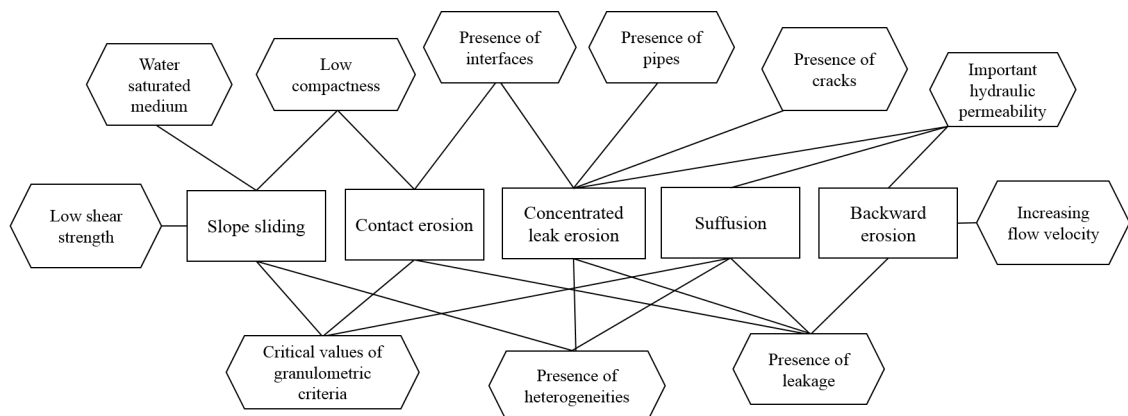 Water
saturated
medium
Low
compactness
Presence of
interfaces
Presence of
pipes
Presence of
cracks
Important
hydraulic
permeability
Low shear
strength
Slope sliding
Contact erosion
Concentrated
leak erosion
Suffusion
Backward
erosion
Increasing
flow velocity
Critical values of
granulometric
criteria
Presence of
heterogeneities
Presence of
leakage